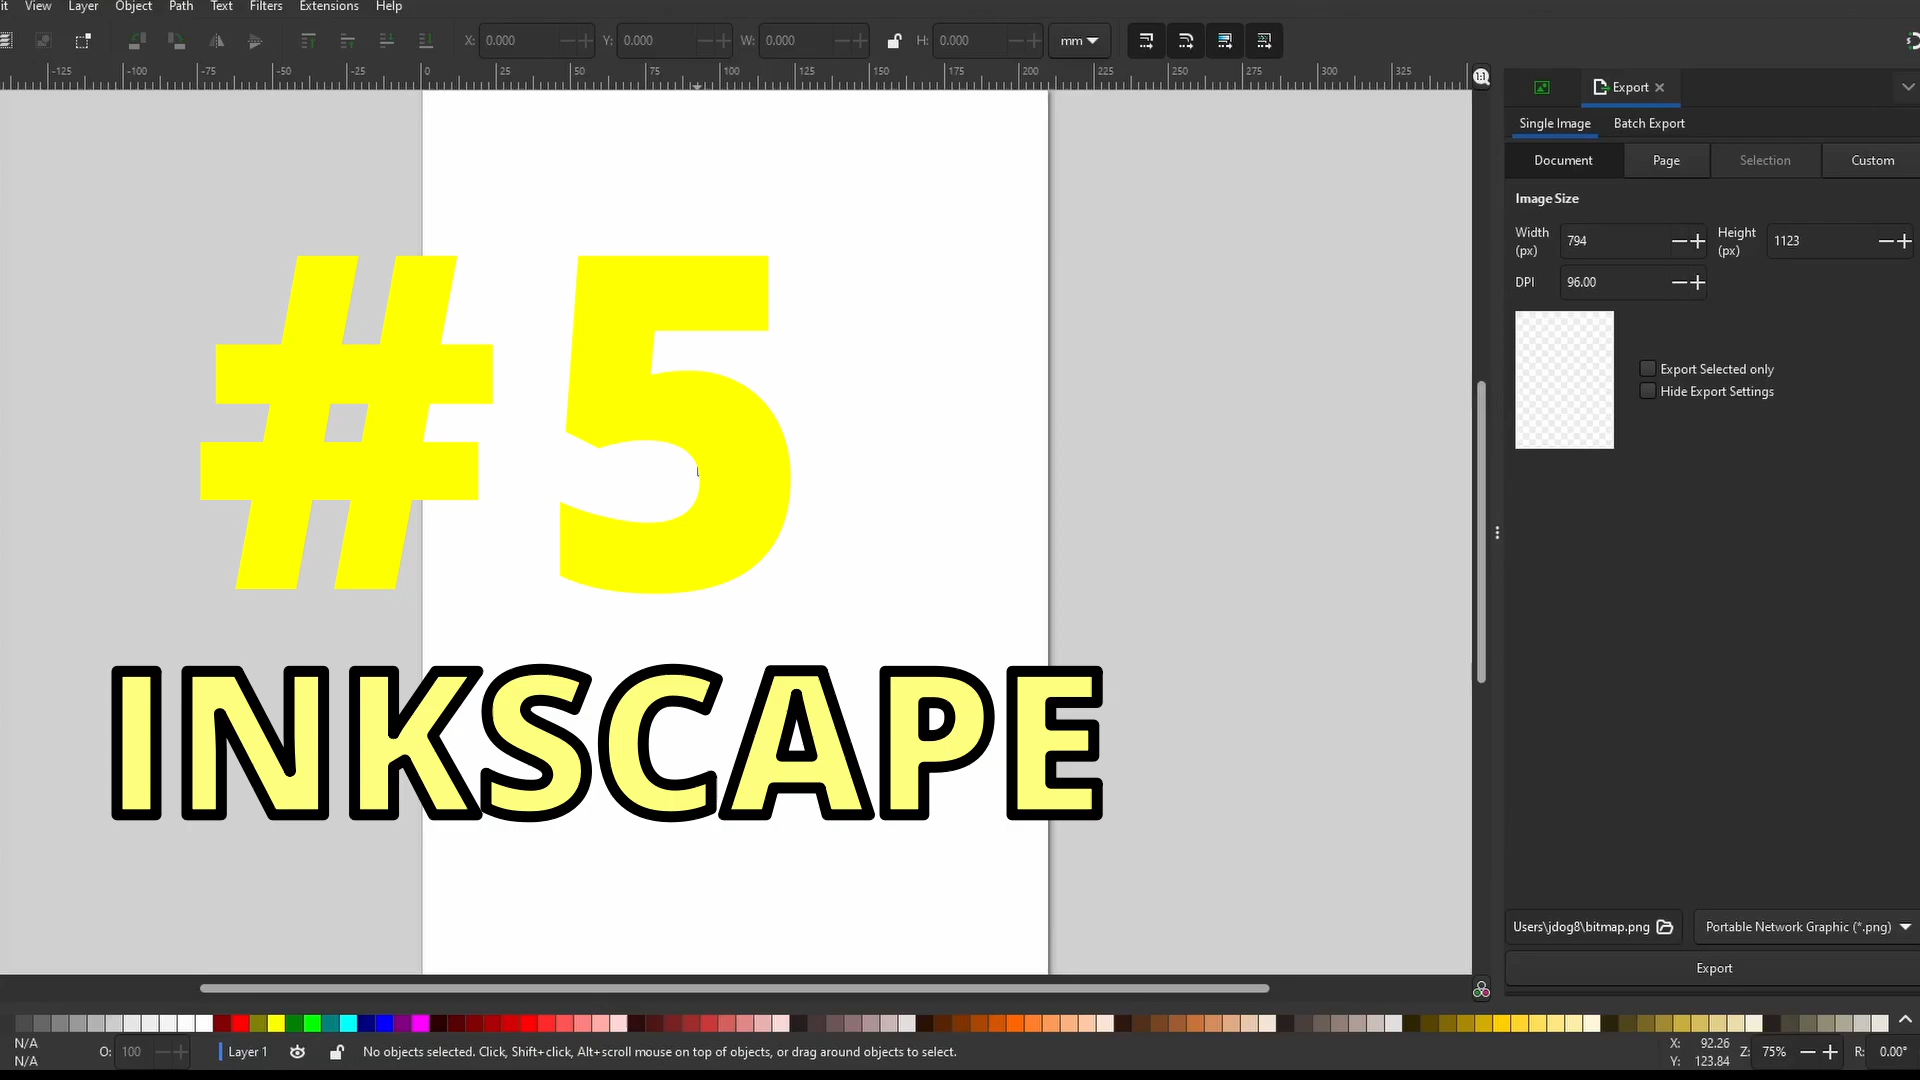 it View Layer Object Path Text Filters Extensions Help
X: 0.000 Y: 0.000 W: 0.000 H: 0.000 mm
-125 -100 -75 -50 -25 0 25 50 75 100 125 150 175 200 225 250 275 300 325
1:1
Export
Single Image Batch Export
Document Page Selection Custom
Image Size
Width (px) 794 Height (px) 1123
DPI 96.00
Export Selected only
Hide Export Settings
#5
INKSCAPE
Users\jdog8\bitmap.png Portable Network Graphic (*.png)
Export
N/A
N/A
O: 100 Layer 1 No objects selected. Click, Shift+click, Alt+scroll mouse on top of objects, or drag around objects to select.
X: 92.26
Y: 123.84
Z: 75% R: 0.00°